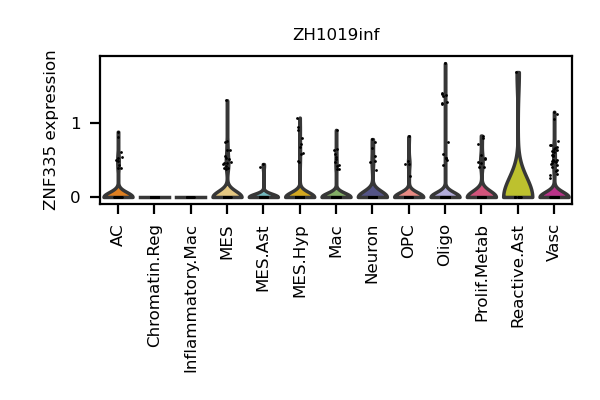 ZH1019inf
ZNF335 expression
1
0
AC
Chromatin.Reg
Inflammatory.Mac
MES
MES.Ast
MES.Hyp
Mac
Neuron
OPC
Oligo
Prolif.Metab
Reactive.Ast
Vasc